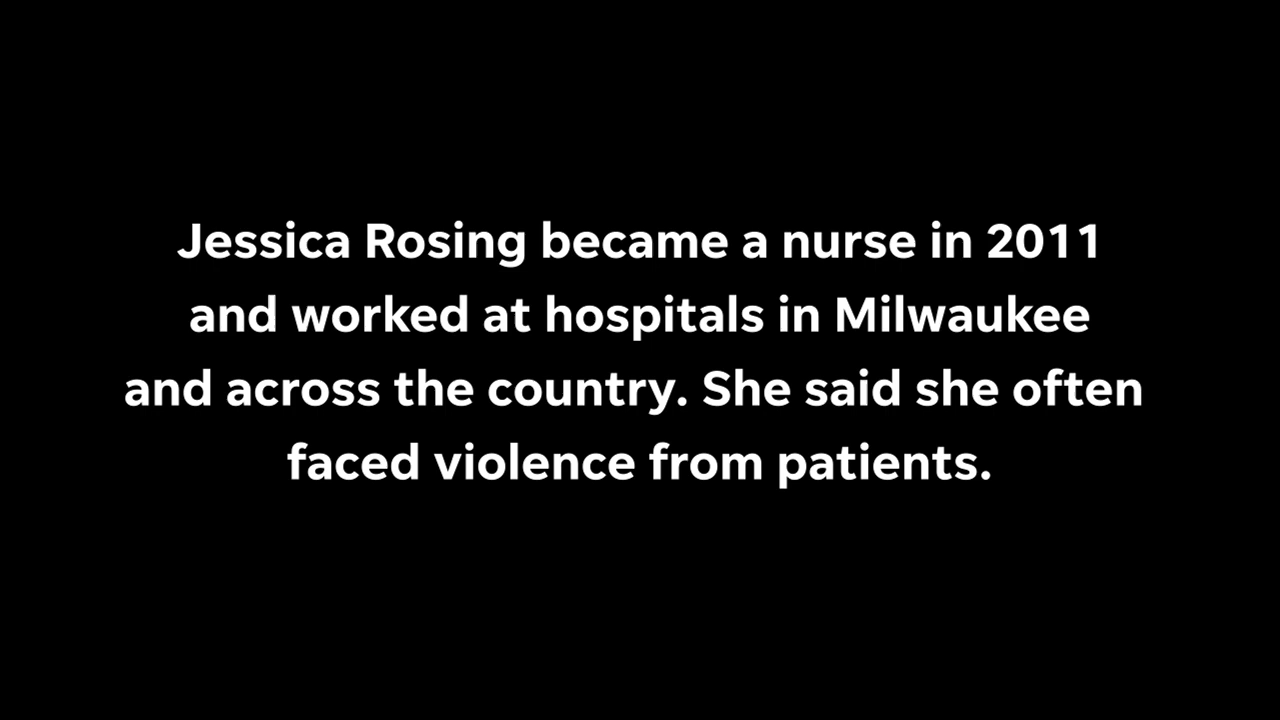 Jessica Rosing became a nurse in 2011
and worked at hospitals in Milwaukee
and across the country. She said she often
faced violence from patients.